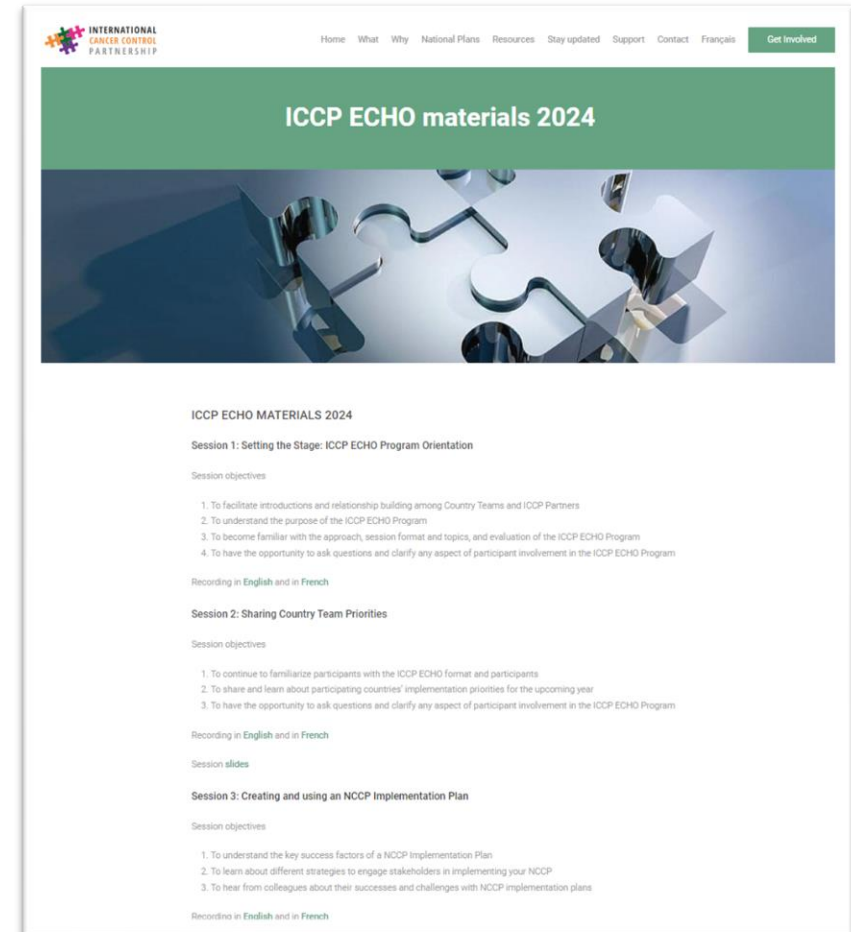 INTERNATIONAL
CANCER CONTROL
PARTNERSHIP
Home What Why National Plans Resources Stay updated Support Contact Français Get Involved
ICCP ECHO materials 2024
ICCP ECHO MATERIALS 2024
Session 1: Setting the Stage: ICCP ECHO Program Orientation
Session objectives
1. To facilitate introductions and relationship building among Country Teams and ICCP Partners
2. To understand the purpose of the ICCP ECHO Program
3. To become familiar with the approach, session format and topics, and evaluation of the ICCP ECHO Program
4. To have the opportunity to ask questions and clarify any aspect of participant involvement in the ICCP ECHO Program
Recording in English and in French
Session 2: Sharing Country Team Priorities
Session objectives
1. To continue to familiarize participants with the ICCP ECHO format and participants
2. To share and learn about participating countries' implementation priorities for the upcoming year
3. To have the opportunity to ask questions and clarify any aspect of participant involvement in the ICCP ECHO Program
Recording in English and in French
Session slides
Session 3: Creating and using an NCCP Implementation Plan
Session objectives
1. To understand the key success factors of a NCCP Implementation Plan
2. To learn about different strategies to engage stakeholders in implementing your NCCP
3. To hear from colleagues about their successes and challenges with NCCP implementation plans
Recording in English and in French